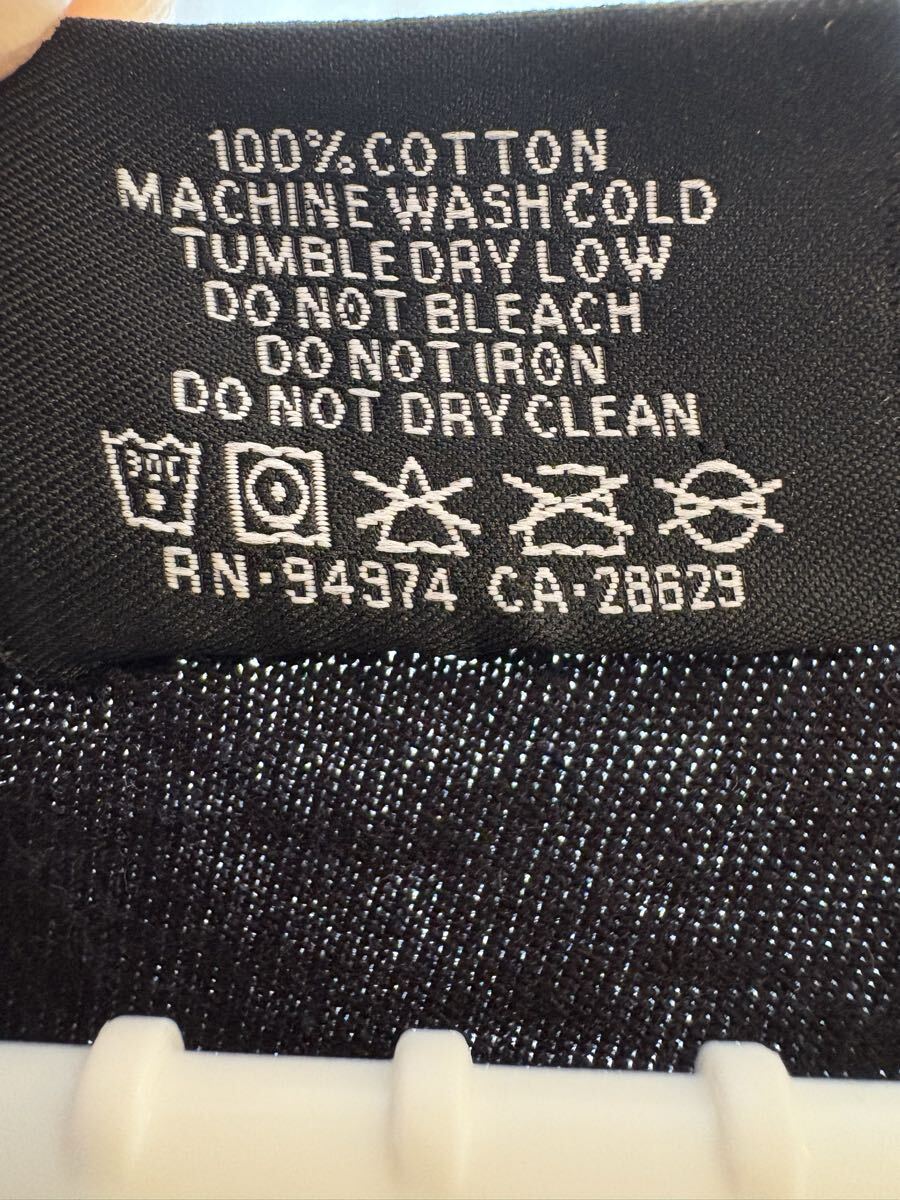 100% COTTON
MACHINE WASH COLD
TUMBLE DRY LOW
DO NOT BLEACH
DO NOT IRON
DO NOT DRY CLEAN
RN-94974 CA-28629